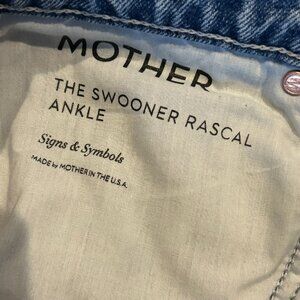 MOTHER
THE SWOONER RASCAL
ANKLE
Signs & Symbols
MADE by MOTHER IN THE U.S.A.